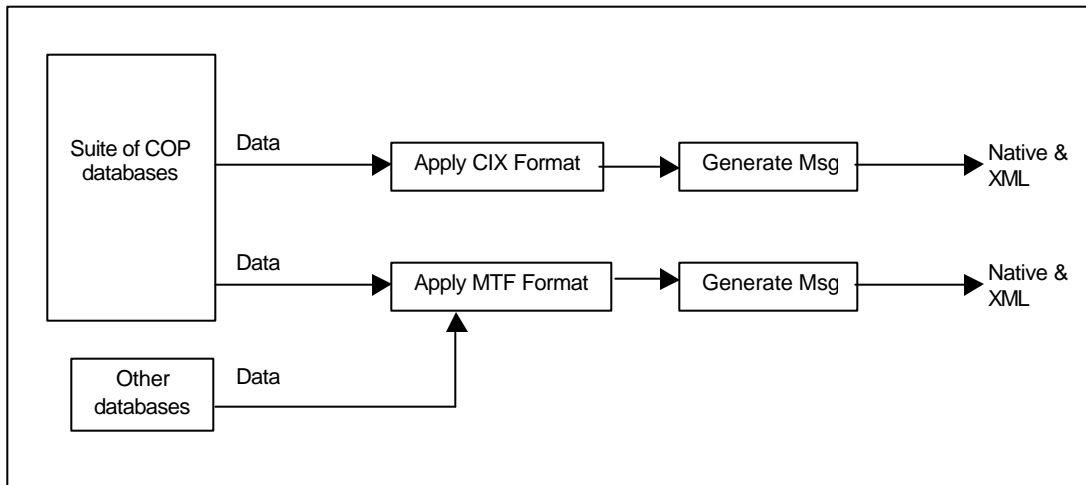 Suite of COP
databases
Data
Apply CIX Format
Generate Msg
Native &
XML
Data
Apply MTF Format
Generate Msg
Native &
XML
Other
databases
Data